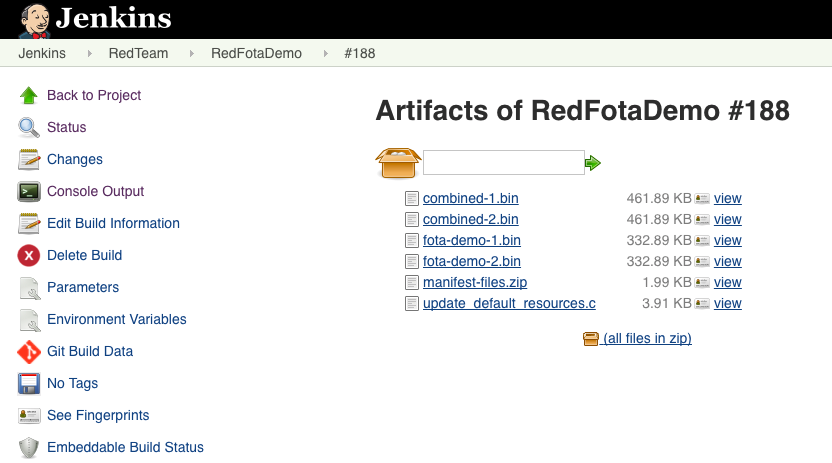 Jenkins
Jenkins RedTeam RedFotaDemo #188
Back to Project
Status
Changes
Console Output
Edit Build Information
Delete Build
Parameters
Environment Variables
Git Build Data
No Tags
See Fingerprints
Embeddable Build Status
Artifacts of RedFotaDemo #188
combined-1.bin 461.89 KB view
combined-2.bin 461.89 KB view
fota-demo-1.bin 332.89 KB view
fota-demo-2.bin 332.89 KB view
manifest-files.zip 1.99 KB view
update_default_resources.c 3.91 KB view
(all files in zip)